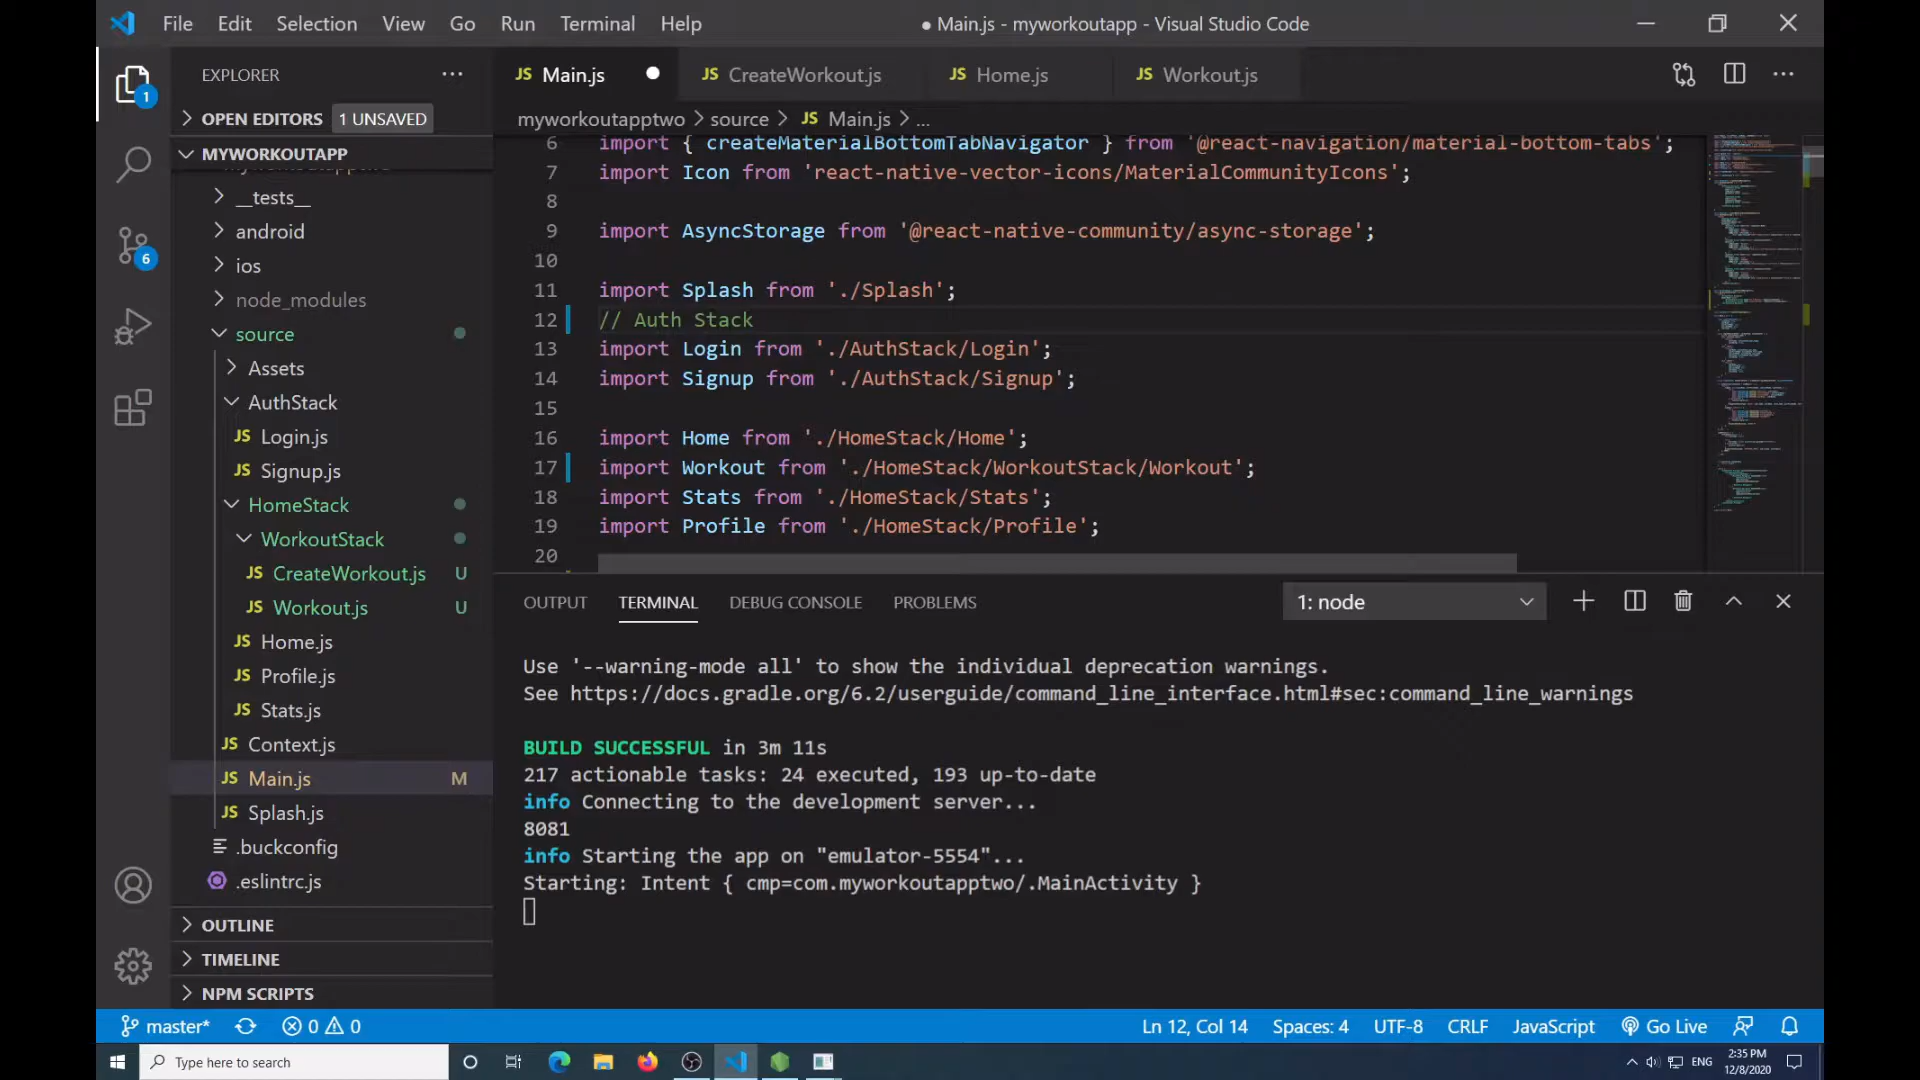 File Edit Selection View Go Run Terminal Help ● Main.js - myworkoutapp - Visual Studio Code
EXPLORER ...
OPEN EDITORS 1 UNSAVED
MYWORKOUTAPP
__tests__
android
ios
node_modules
source
Assets
AuthStack
JS Login.js
JS Signup.js
HomeStack
WorkoutStack
JS CreateWorkout.js U
JS Workout.js U
JS Home.js
JS Profile.js
JS Stats.js
JS Context.js
JS Main.js M
JS Splash.js
.buckconfig
.eslintrc.js
OUTLINE
TIMELINE
NPM SCRIPTS
1
6
JS Main.js ● JS CreateWorkout.js JS Home.js JS Workout.js ...
myworkoutapptwo > source > JS Main.js > ...
6 import { createMaterialBottomTabNavigator } from '@react-navigation/material-bottom-tabs';
7 import Icon from 'react-native-vector-icons/MaterialCommunityIcons';
8
9 import AsyncStorage from '@react-native-community/async-storage';
10
11 import Splash from './Splash';
12 // Auth Stack
13 import Login from './AuthStack/Login';
14 import Signup from './AuthStack/Signup';
15
16 import Home from './HomeStack/Home';
17 import Workout from './HomeStack/WorkoutStack/Workout';
18 import Stats from './HomeStack/Stats';
19 import Profile from './HomeStack/Profile';
20
OUTPUT TERMINAL DEBUG CONSOLE PROBLEMS 1: node
Use '--warning-mode all' to show the individual deprecation warnings.
See https://docs.gradle.org/6.2/userguide/command_line_interface.html#sec:command_line_warnings
BUILD SUCCESSFUL in 3m 11s
217 actionable tasks: 24 executed, 193 up-to-date
info Connecting to the development server...
8081
info Starting the app on "emulator-5554"...
Starting: Intent { cmp=com.myworkoutapptwo/.MainActivity }
master* 0 0 Ln 12, Col 14 Spaces: 4 UTF-8 CRLF JavaScript Go Live
Type here to search ENG 2:35 PM
12/8/2020